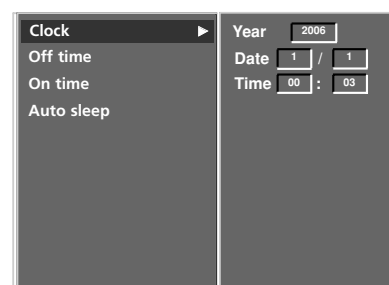 Clock ▶
Off time
On time
Auto sleep
Year 2006
Date 1 / 1
Time 00 : 03